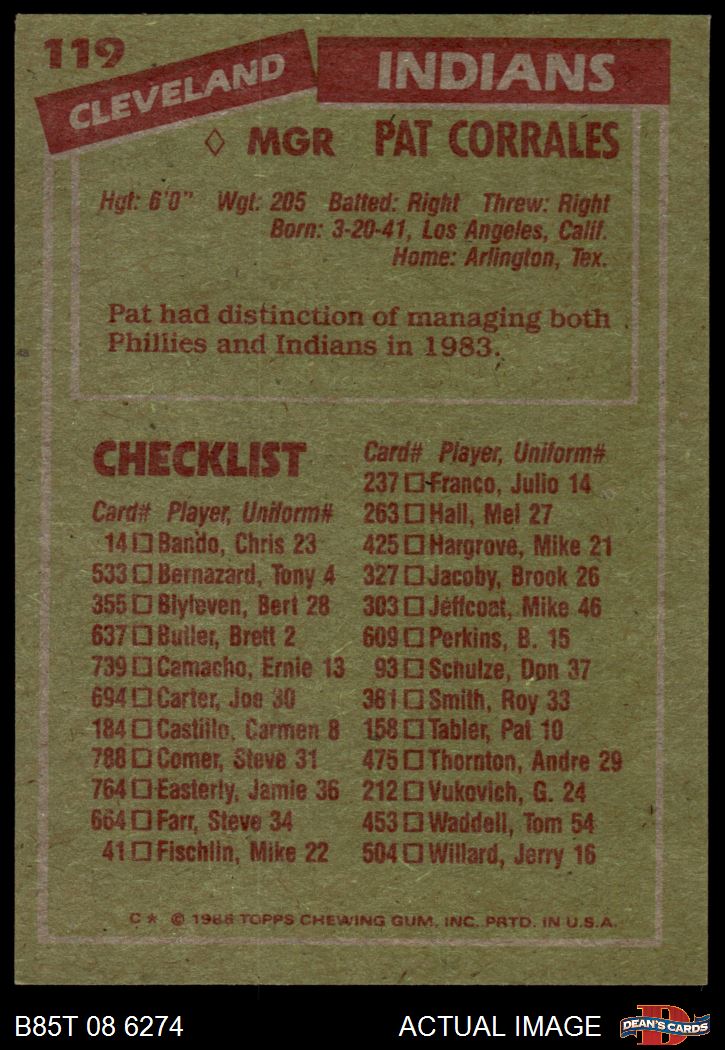 119
CLEVELAND INDIANS
◊ MGR PAT CORRALES
Hgt: 6'0" Wgt: 205 Batted: Right Threw: Right
Born: 3-20-41, Los Angeles, Calif.
Home: Arlington, Tex.
Pat had distinction of managing both
Phillies and Indians in 1983.
CHECKLIST
Card# Player, Uniform#
14 ☐ Bando, Chris 23
533 ☐ Bernazard, Tony 4
355 ☐ Blyleven, Bert 28
637 ☐ Butler, Brett 2
739 ☐ Camacho, Ernie 13
694 ☐ Carter, Joe 30
184 ☐ Castillo, Carmen 8
788 ☐ Comer, Steve 31
764 ☐ Easterly, Jamie 36
664 ☐ Farr, Steve 34
41 ☐ Fischlin, Mike 22
Card# Player, Uniform#
237 ☐ Franco, Julio 14
263 ☐ Hall, Mel 27
425 ☐ Hargrove, Mike 21
327 ☐ Jacoby, Brook 26
303 ☐ Jeffcoat, Mike 46
609 ☐ Perkins, B. 15
93 ☐ Schulze, Don 37
381 ☐ Smith, Roy 33
158 ☐ Tabler, Pat 10
475 ☐ Thornton, Andre 29
212 ☐ Vukovich, G. 24
453 ☐ Waddell, Tom 54
504 ☐ Willard, Jerry 16
C * © 1985 TOPPS CHEWING GUM, INC. PRTD. IN U.S.A.
B85T 08 6274
ACTUAL IMAGE
D
DEAN'S CARDS